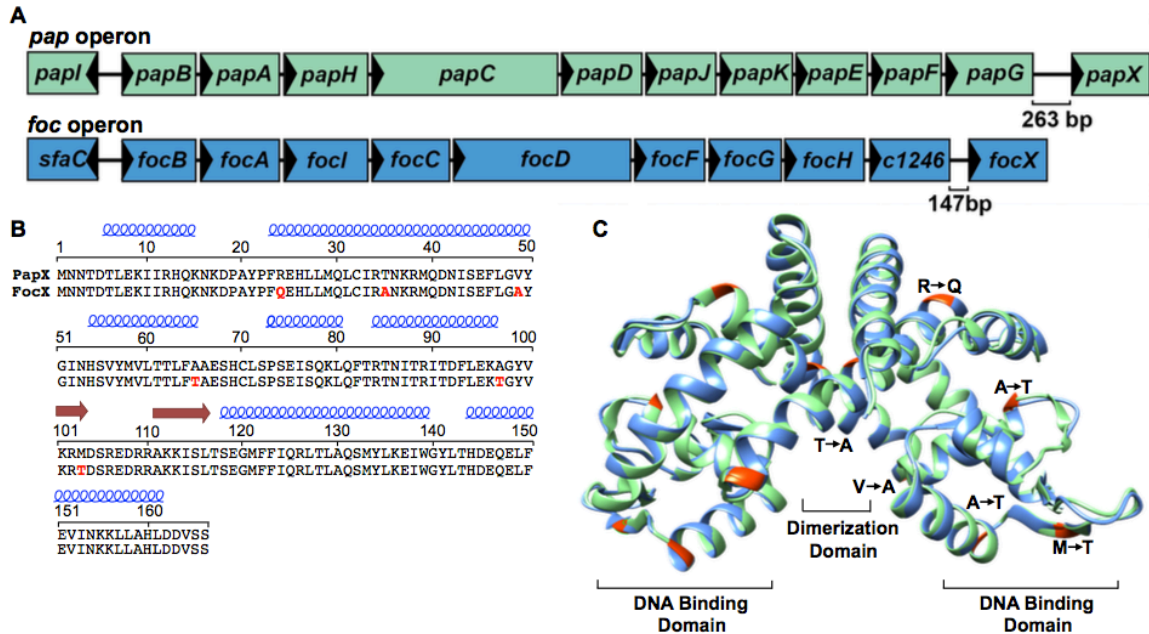 A
pap operon
papI papB papA papH papC papD papJ papK papE papF papG papX
263 bp
foc operon
sfaC focB focA focI focC focD focF focG focH c1246 focX
147bp
B
1 10 20 30 40 50
PapX MNNTDTLEKIIRHQKNKDPAYPFREHLLMQLCIRTNKRMQDNISEFLGVY
FocX MNNTDTLEKIIRHQKNKDPAYPFQEHLLMQLCIRANKRMQDNISEFLGAY
51 60 70 80 90 100
GINHSVYMVLTTLFAAESHCLSPSEISQKLQFTRTNITRITDFLEKAGYV
GINHSVYMVLTTLFTAESHCLSPSEISQKLQFTRTNITRITDFLEKTGYV
101 110 120 130 140 150
KRMDSREDRRAKKISLTSEGMFFIQRLTLAQSMYLKEIWGYLTHDEQELF
KRTDSREDRRAKKISLTSEGMFFIQRLTLAQSMYLKEIWGYLTHDEQELF
151 160
EVINKKLLAHLDDVSS
EVINKKLLAHLDDVSS
C
R→Q
A→T
T→A
V→A
A→T
M→T
Dimerization
Domain
DNA Binding
Domain
DNA Binding
Domain